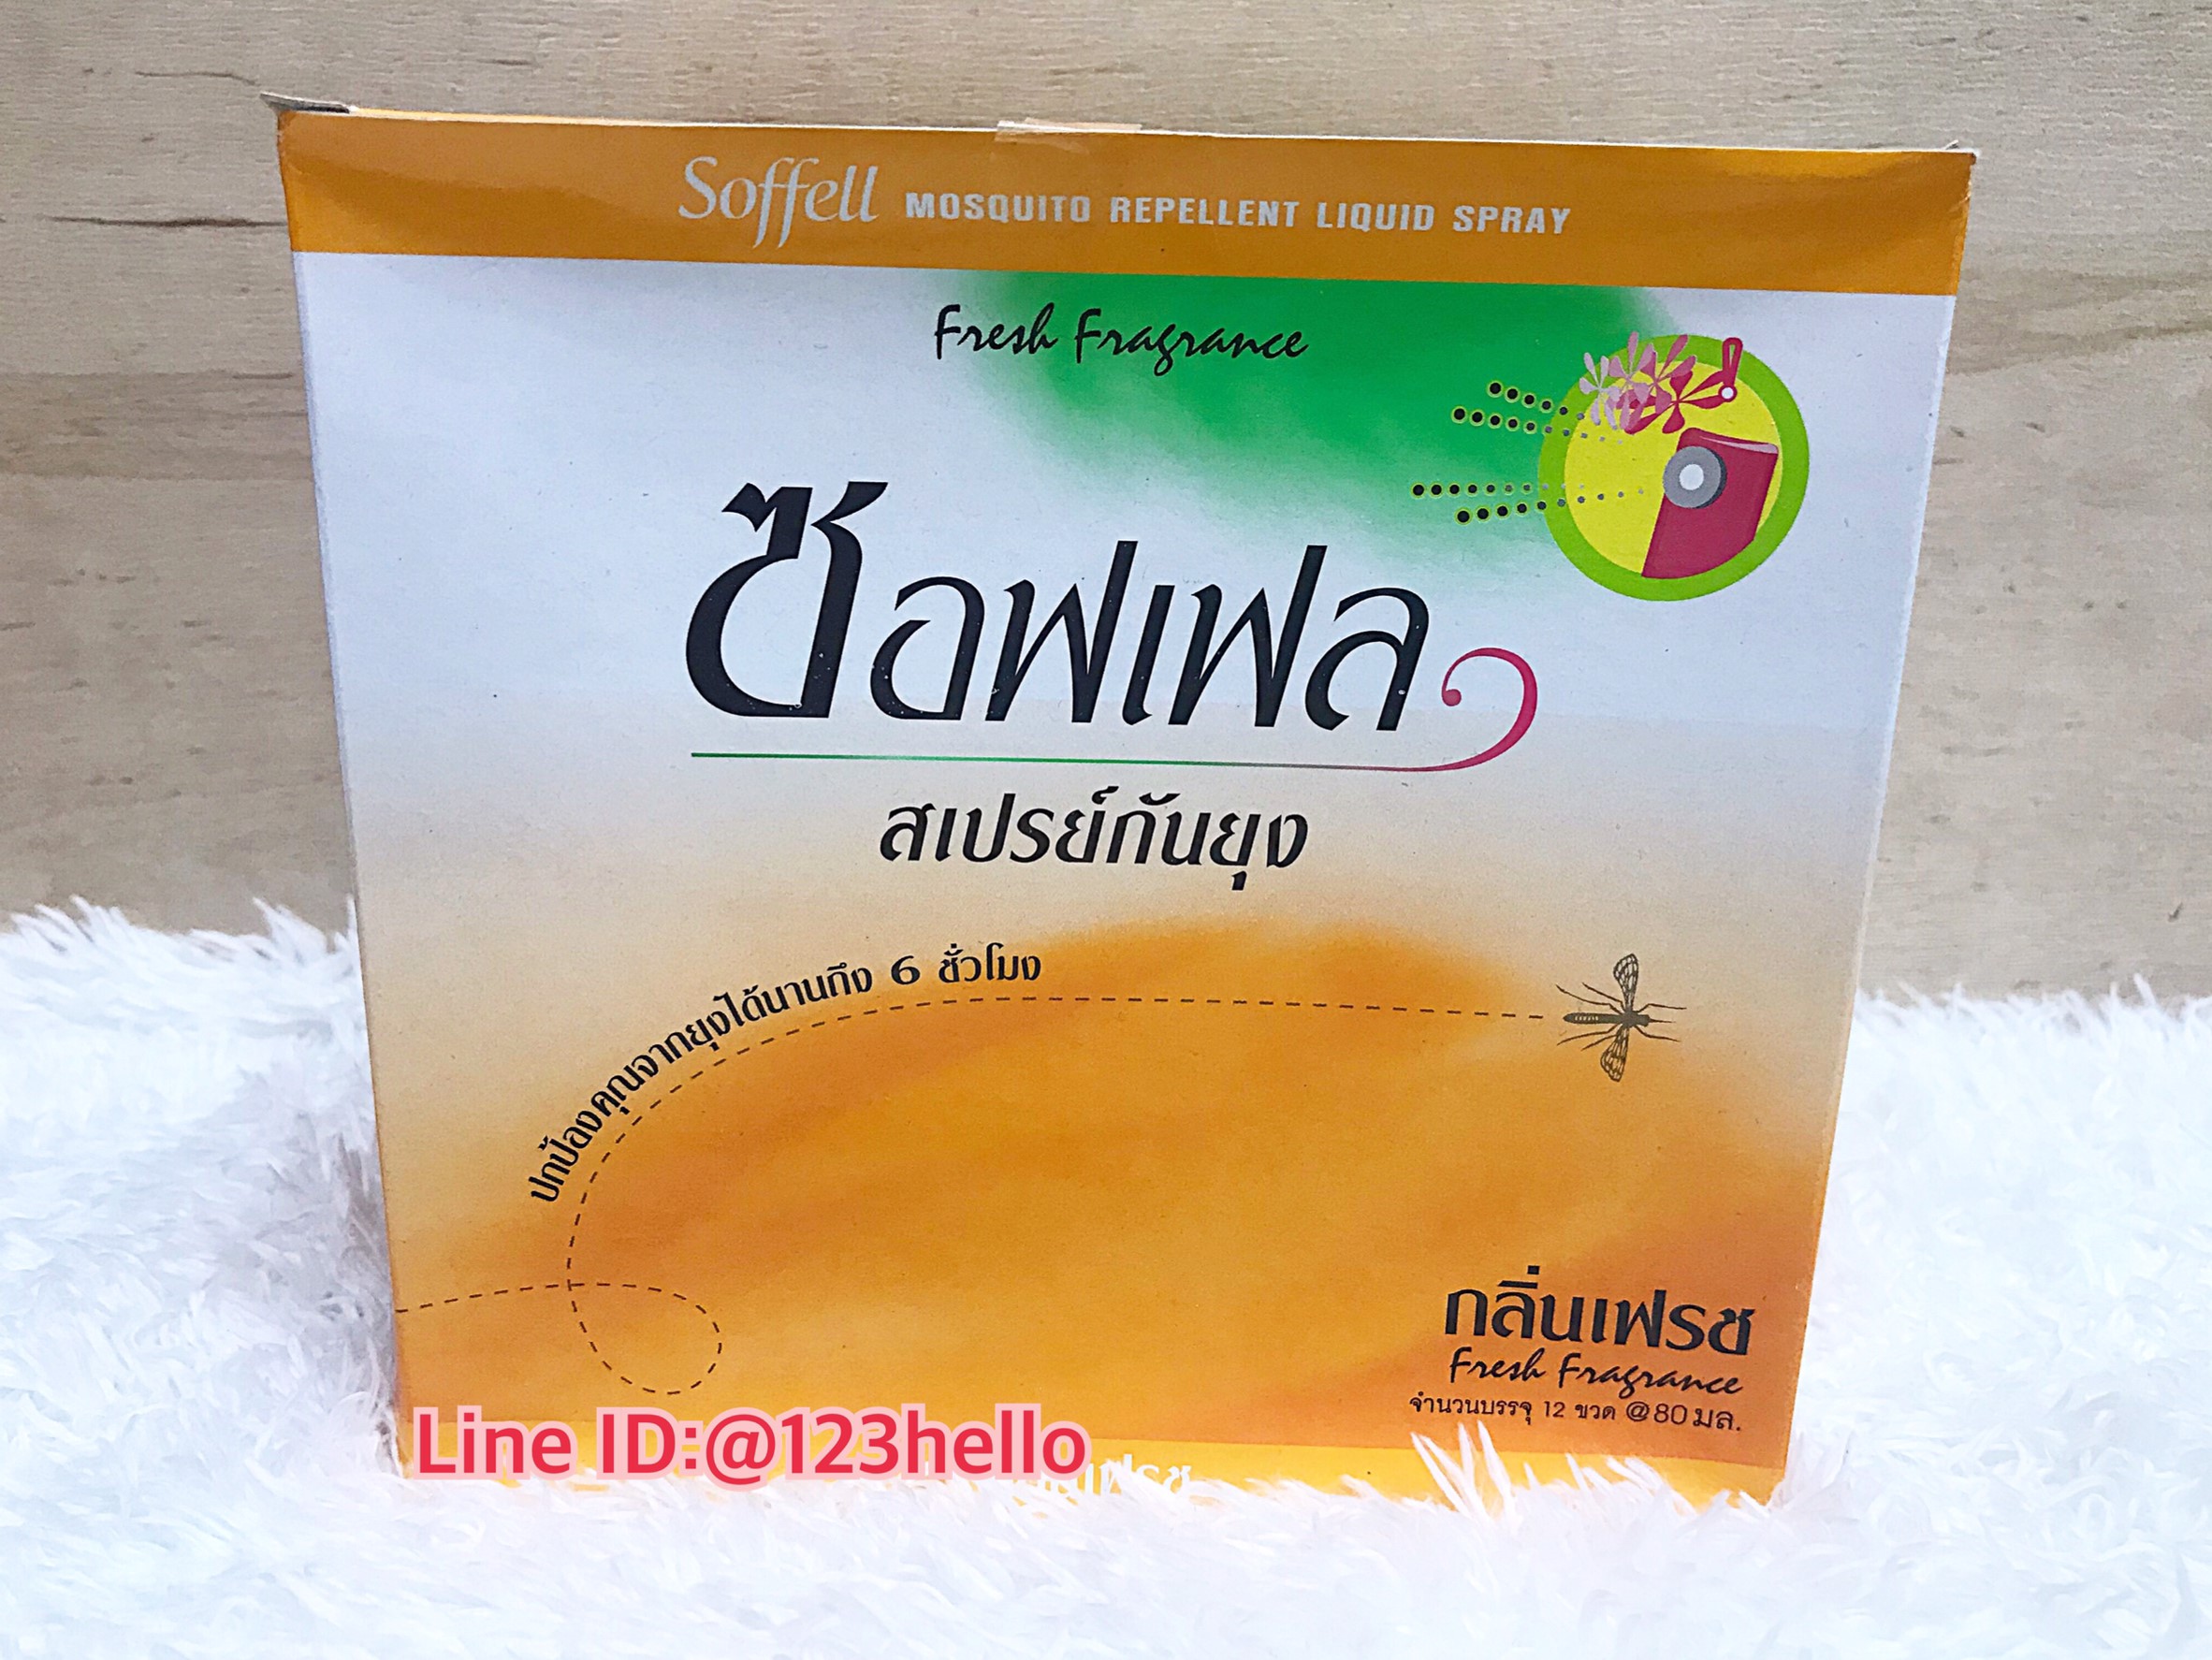 Soffell MOSQUITO REPELLENT LIQUID SPRAY
Fresh Fragrance
ซอฟเฟล
สเปรย์กันยุง
ปกป้องคุณจากยุงได้นานถึง 6 ชั่วโมง
กลิ่นเฟรช
Fresh Fragrance
จำนวนบรรจุ 12 ขวด @80มล.
Line ID:@123hello